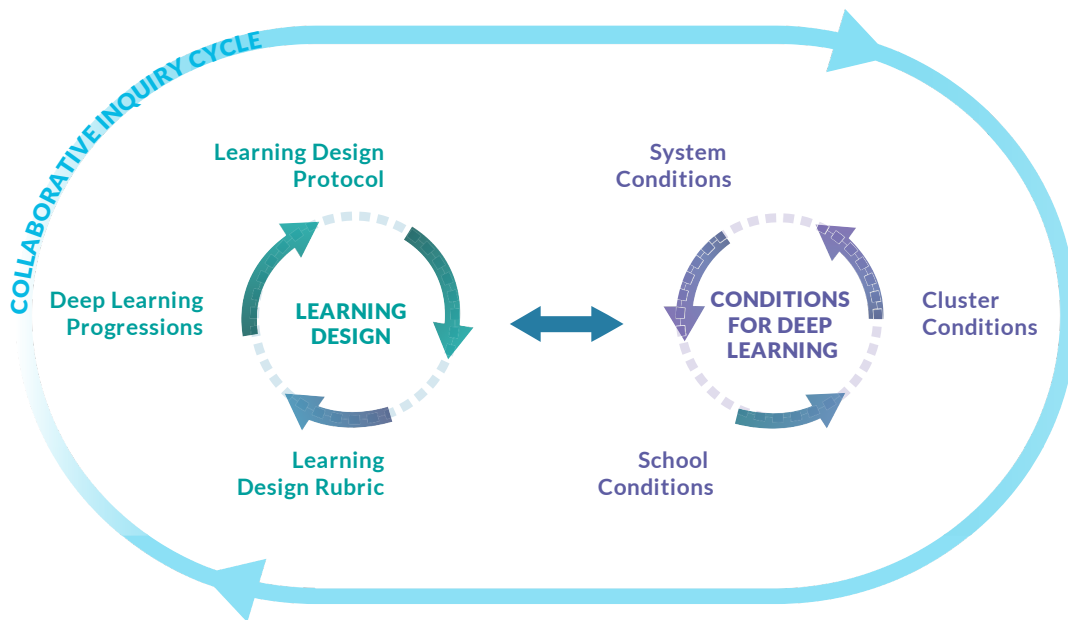 COLLABORATIVE INQUIRY CYCLE
Learning Design
Protocol
Deep Learning
Progressions
LEARNING
DESIGN
Learning
Design Rubric
System
Conditions
CONDITIONS
FOR DEEP
LEARNING
Cluster
Conditions
School
Conditions